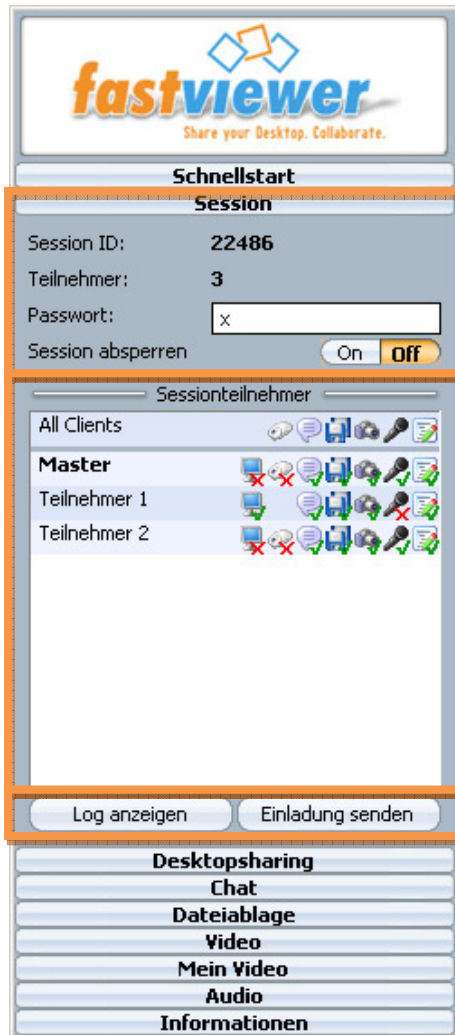 fastviewer
Share your Desktop. Collaborate.
Schnellstart
Session
Session ID: 22486
Teilnehmer: 3
Passwort: x
Session absperren On Off
Sessionteilnehmer
All Clients
Master
Teilnehmer 1
Teilnehmer 2
Log anzeigen Einladung senden
Desktopsharing
Chat
Dateiablage
Video
Mein Video
Audio
Informationen